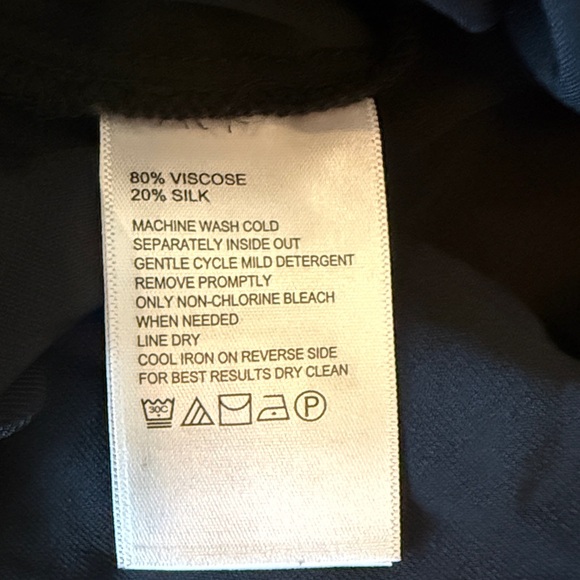 80% VISCOSE
20% SILK
MACHINE WASH COLD
SEPARATELY INSIDE OUT
GENTLE CYCLE MILD DETERGENT
REMOVE PROMPTLY
ONLY NON-CHLORINE BLEACH
WHEN NEEDED
LINE DRY
COOL IRON ON REVERSE SIDE
FOR BEST RESULTS DRY CLEAN
30C P